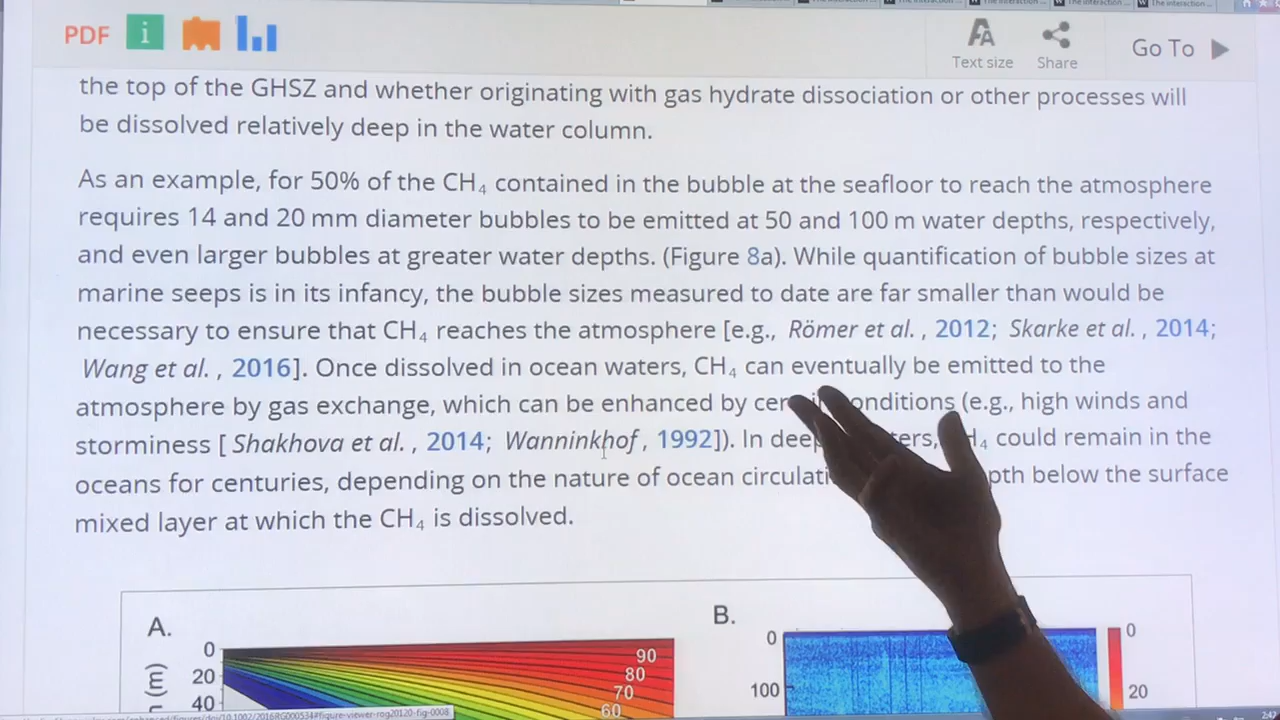 PDF
i
Text size
Share
Go To
the top of the GHSZ and whether originating with gas hydrate dissociation or other processes will
be dissolved relatively deep in the water column.
As an example, for 50% of the CH₄ contained in the bubble at the seafloor to reach the atmosphere
requires 14 and 20 mm diameter bubbles to be emitted at 50 and 100 m water depths, respectively,
and even larger bubbles at greater water depths. (Figure 8a). While quantification of bubble sizes at
marine seeps is in its infancy, the bubble sizes measured to date are far smaller than would be
necessary to ensure that CH₄ reaches the atmosphere [e.g., Römer et al. , 2012; Skarke et al. , 2014;
Wang et al. , 2016]. Once dissolved in ocean waters, CH₄ can eventually be emitted to the
atmosphere by gas exchange, which can be enhanced by conditions (e.g., high winds and
storminess [ Shakhova et al. , 2014; Wanninkhof , 1992]). In could remain in the
oceans for centuries, depending on the nature of ocean below the surface
mixed layer at which the CH₄ is dissolved.
A.
B.
0
20
40
(m)
90
80
70
60
0
100
0
20